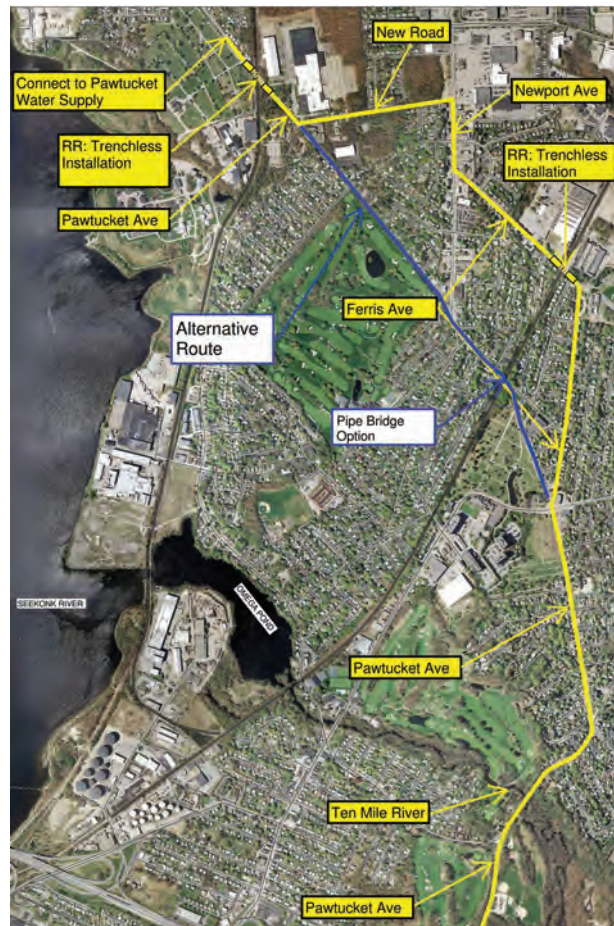 New Road
Connect to Pawtucket
Water Supply
Newport Ave
RR: Trenchless
Installation
RR: Trenchless
Installation
Pawtucket Ave
Ferris Ave
Alternative
Route
Pipe Bridge
Option
OMEGA POND
SEEKONK RIVER
Pawtucket Ave
Ten Mile River
Pawtucket Ave